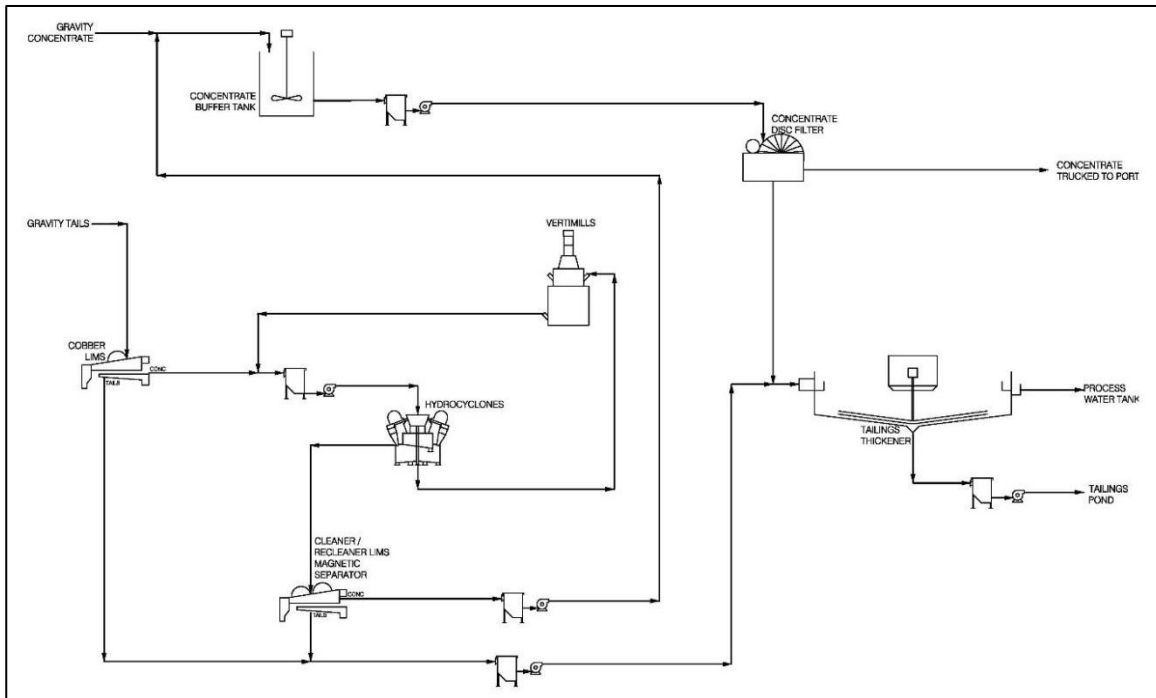 GRAVITY
CONCENTRATE
CONCENTRATE
BUFFER TANK
CONCENTRATE
DISC FILTER
CONCENTRATE
TRUCKED TO PORT
GRAVITY TAILS
VERTIMILLS
COBBER
LIMS
CONC
TAILS
HYDROCYCLONES
PROCESS
WATER TANK
TAILINGS
THICKENER
TAILINGS
POND
CLEANER /
RECLEANER LIMS
MAGNETIC
SEPARATOR
CONC
TAILS